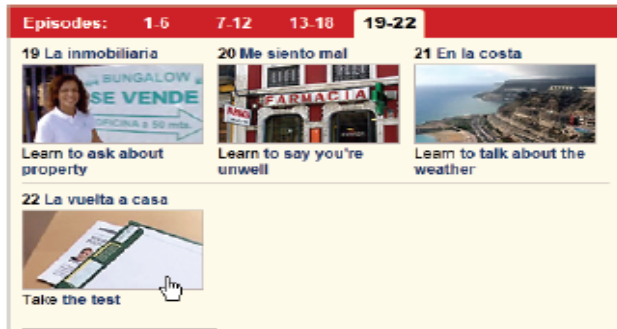 Episodes: 1-6 7-12 13-18 19-22
19 La inmobiliaria
20 Me siento mal
21 En la costa
BUNGALOW
SE VENDE
OFICINA a 50 mts.
FARMACIA
Learn to ask about
property
Learn to say you're
unwell
Learn to talk about the
weather
22 La vuelta a casa
Take the test